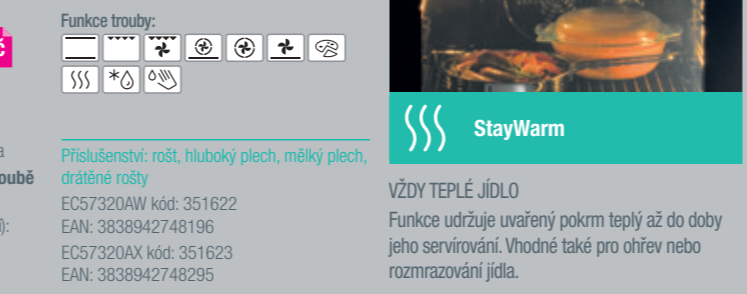 Funkce trouby:
a
oubě
):
Příslušenství: rošt, hluboký plech, mělký plech,
drátěné rošty
EC57320AW kód: 351622
EAN: 3838942748196
EC57320AX kód: 351623
EAN: 3838942748295
StayWarm
VŽDY TEPLÉ JÍDLO
Funkce udržuje uvařený pokrm teplý až do doby
jeho servírování. Vhodné také pro ohřev nebo
rozmrazování jídla.